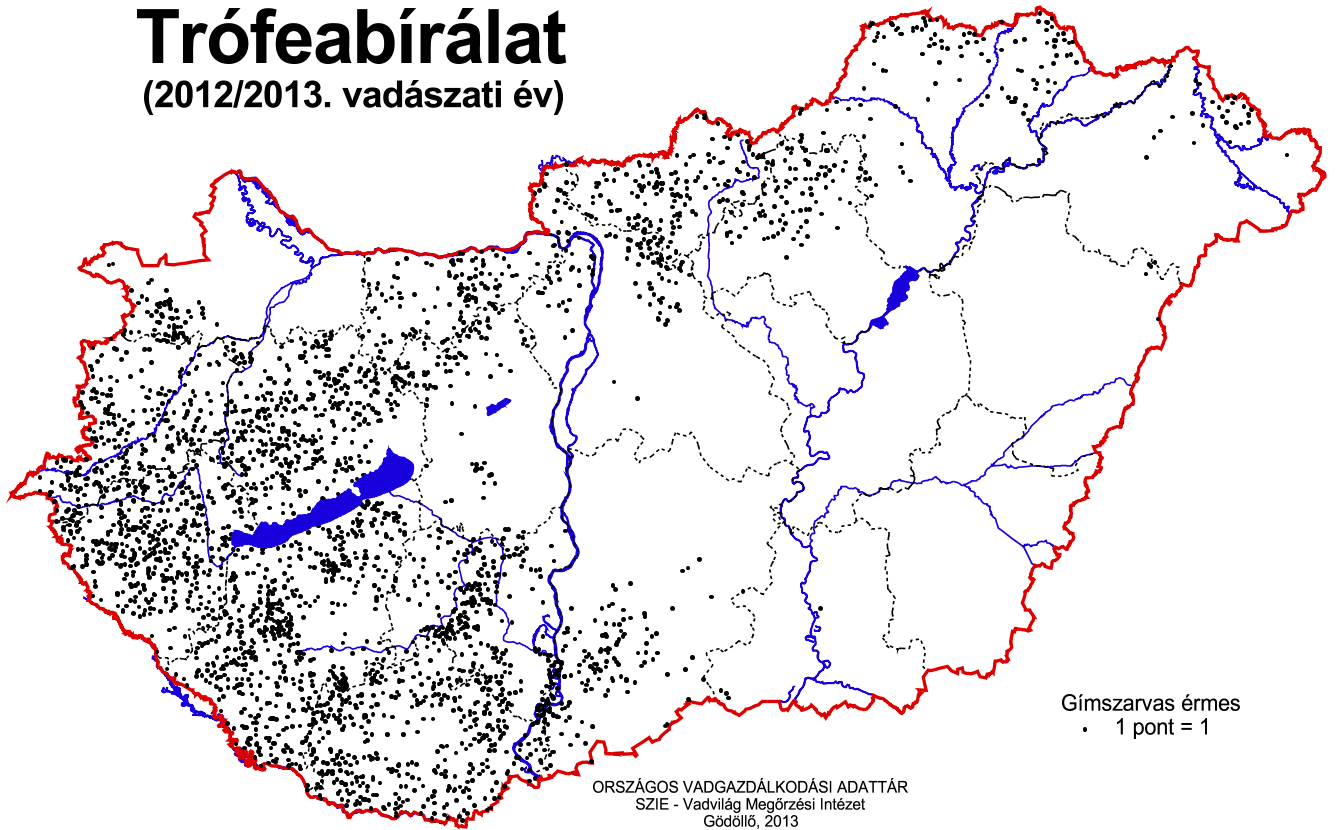 Trófeabírálat
(2012/2013. vadászati év)
Gímszarvas érmes
1 pont = 1
ORSZÁGOS VADGAZDÁLKODÁSI ADATTÁR
SZIE - Vadvilág Megőrzési Intézet
Gödöllő, 2013